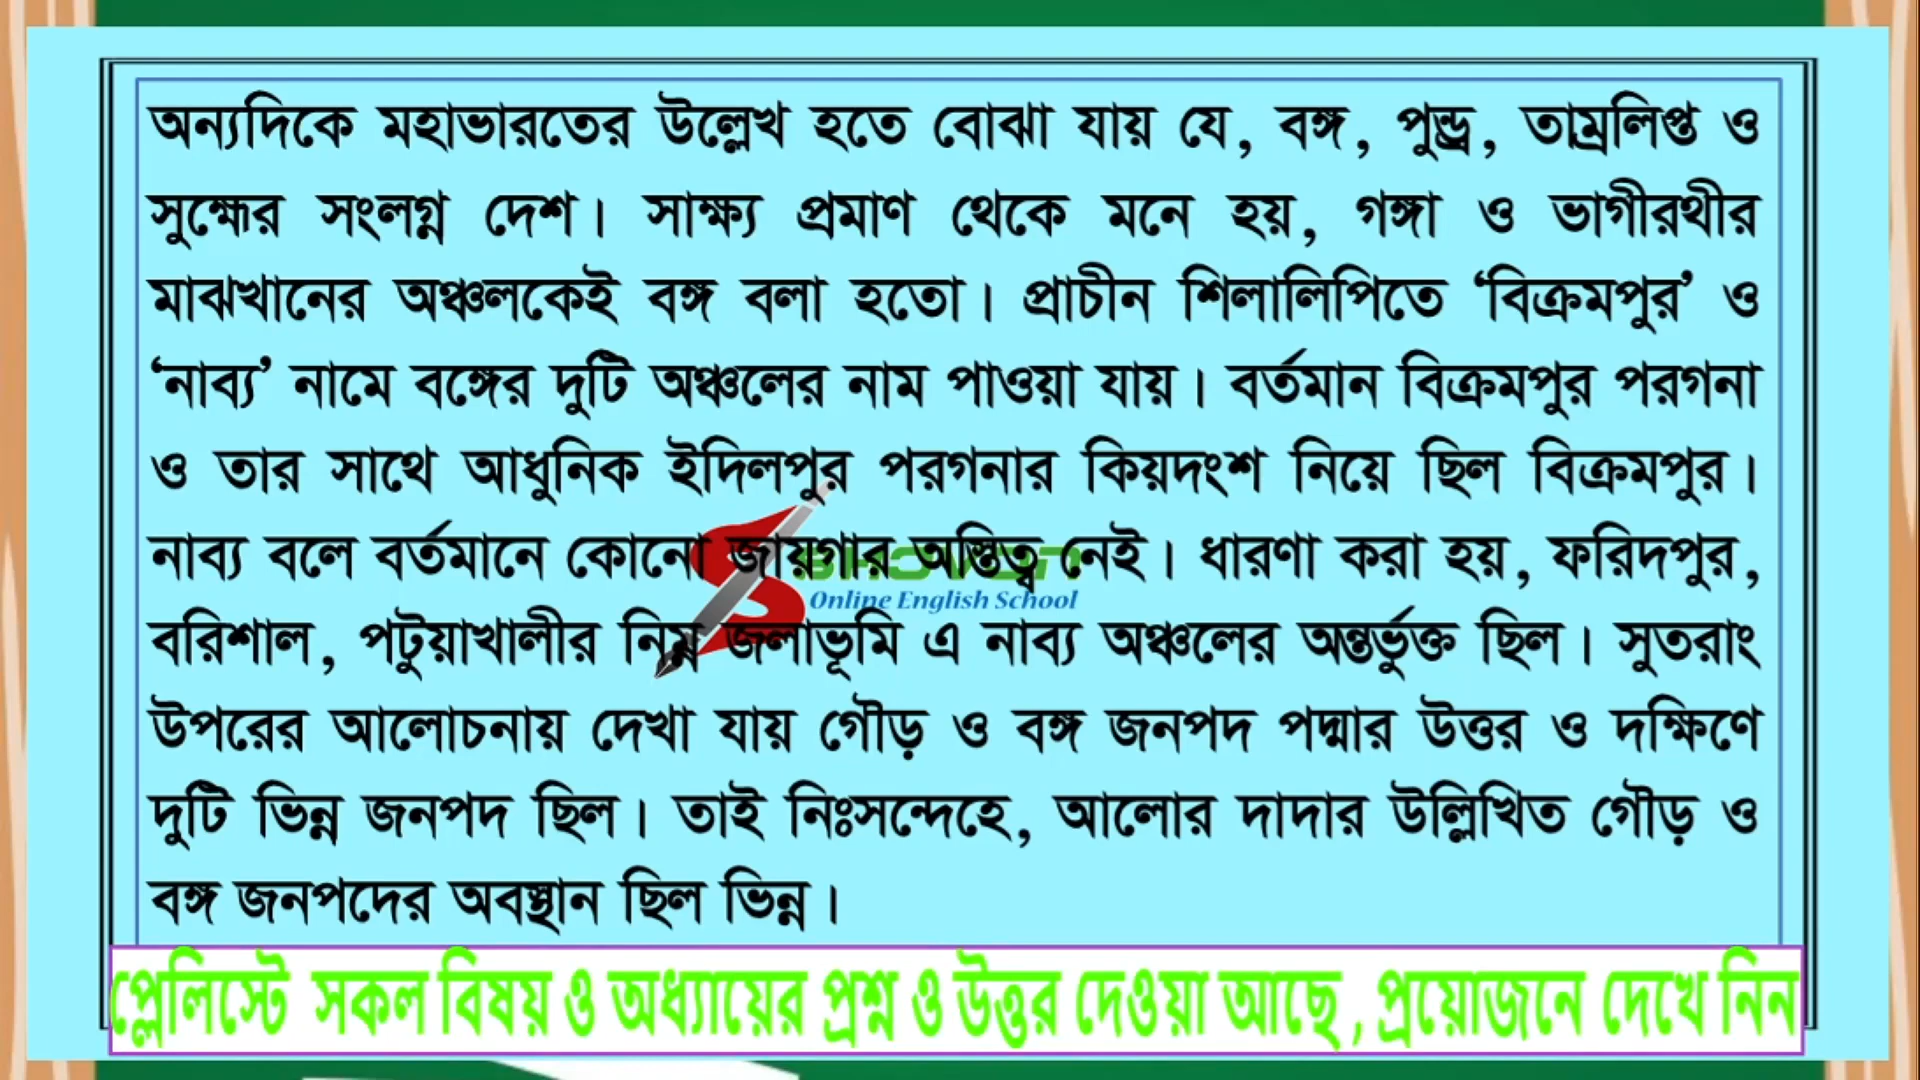 অন্যদিকে মহাভারতের উল্লেখ হতে বোঝা যায় যে, বঙ্গ, পুন্ড্র, তাম্রলিপ্ত ও
সুহ্মের সংলগ্ন দেশ। সাক্ষ্য প্রমাণ থেকে মনে হয়, গঙ্গা ও ভাগীরথীর
মাঝখানের অঞ্চলকেই বঙ্গ বলা হতো। প্রাচীন শিলালিপিতে ‘বিক্রমপুর’ ও
‘নাব্য’ নামে বঙ্গের দুটি অঞ্চলের নাম পাওয়া যায়। বর্তমান বিক্রমপুর পরগনা
ও তার সাথে আধুনিক ইদিলপুর পরগনার কিয়দংশ নিয়ে ছিল বিক্রমপুর।
নাব্য বলে বর্তমানে কোনো জায়গার অস্তিত্ব নেই। ধারণা করা হয়, ফরিদপুর,
Online English School
বরিশাল, পটুয়াখালীর নিম্ন জলাভূমি এ নাব্য অঞ্চলের অন্তর্ভুক্ত ছিল। সুতরাং
উপরের আলোচনায় দেখা যায় গৌড় ও বঙ্গ জনপদ পদ্মার উত্তর ও দক্ষিণে
দুটি ভিন্ন জনপদ ছিল। তাই নিঃসন্দেহে, আলোর দাদার উল্লিখিত গৌড় ও
বঙ্গ জনপদের অবস্থান ছিল ভিন্ন।
প্লেলিস্টে সকল বিষয় ও অধ্যায়ের প্রশ্ন ও উত্তর দেওয়া আছে, প্রয়োজনে দেখে নিন